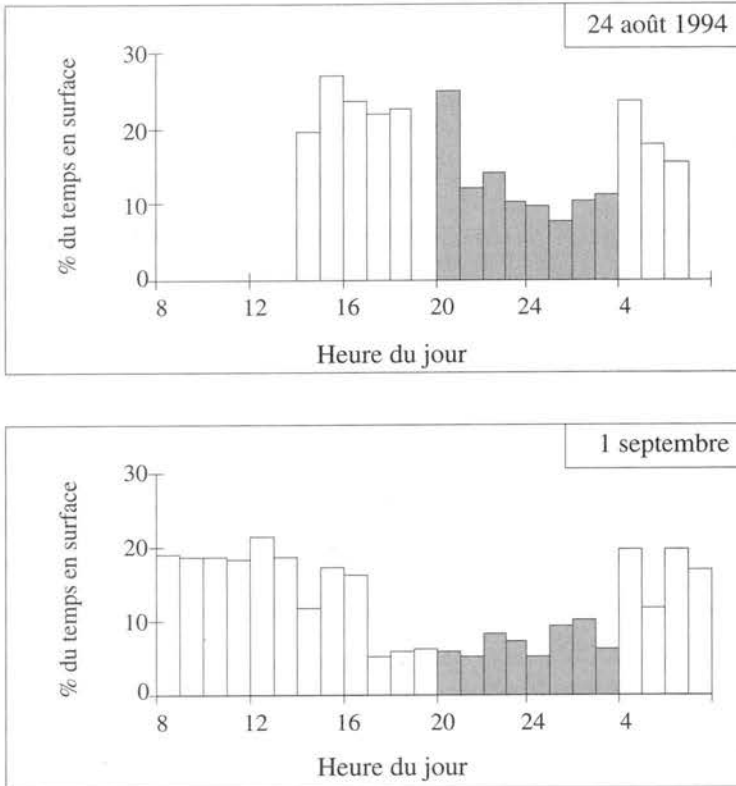 24 août 1994
% du temps en surface
30
20
10
0
8 12 16 20 24 4
Heure du jour
1 septembre
% du temps en surface
30
20
10
0
8 12 16 20 24 4
Heure du jour